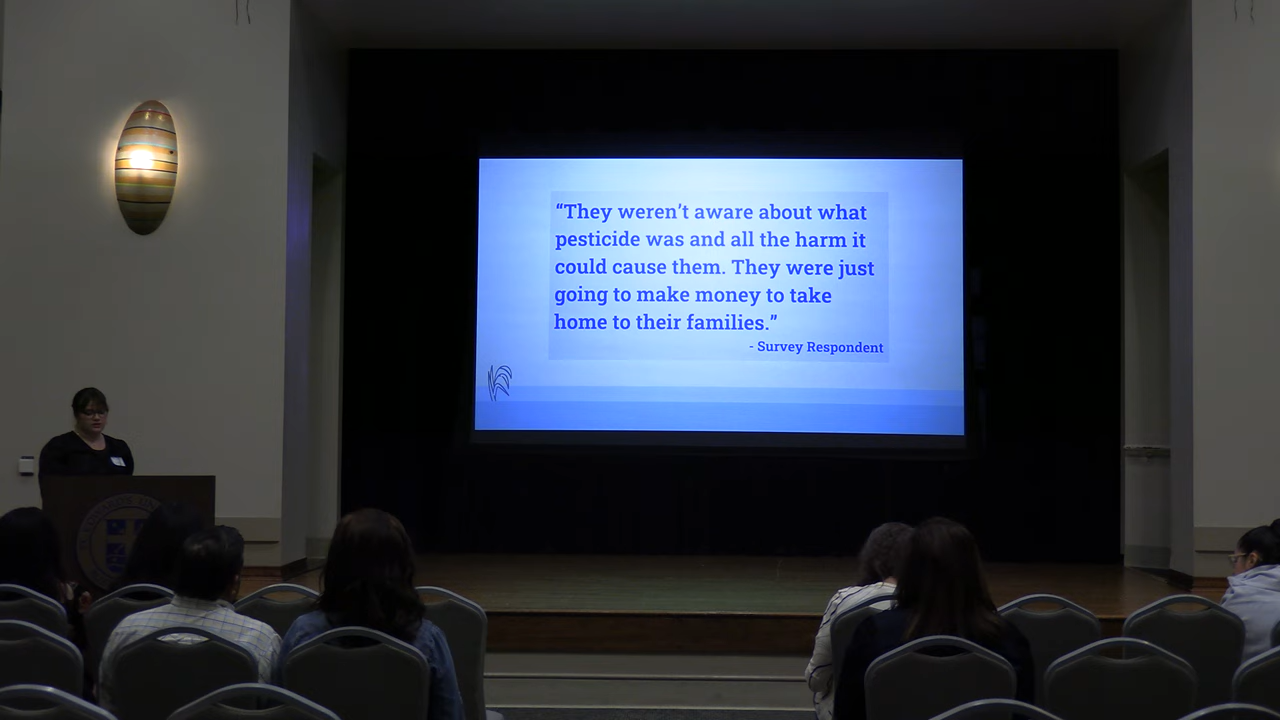 “They weren’t aware about what
pesticide was and all the harm it
could cause them. They were just
going to make money to take
home to their families.”
- Survey Respondent